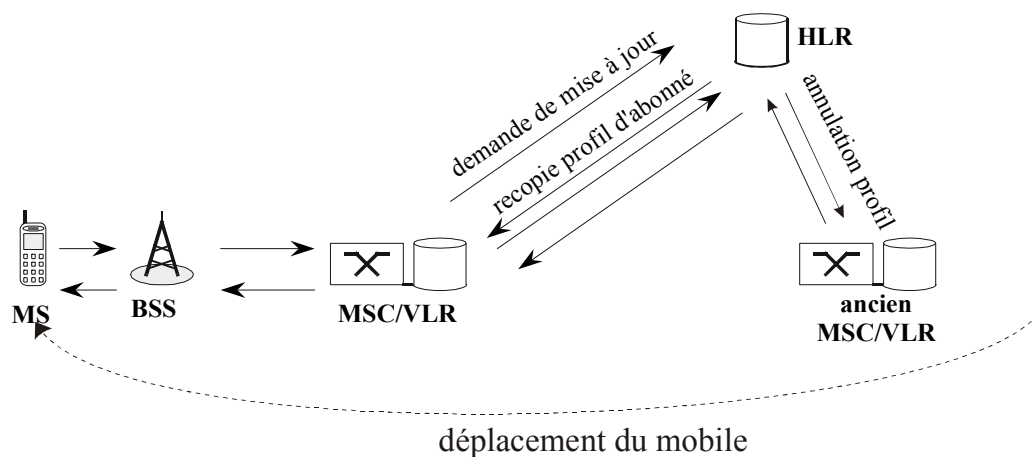 HLR
demande de mise à jour
recopie profil d'abonné
annulation profil
MS
BSS
MSC/VLR
ancien
MSC/VLR
déplacement du mobile